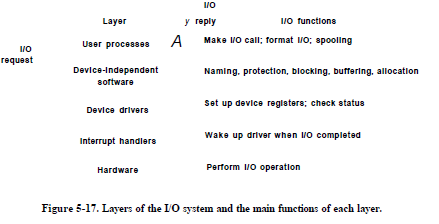 I/O
Layer y reply I/O functions
I/O
request
User processes A Make I/O call; format I/O; spooling
Device-independent
software
Naming, protection, blocking, buffering, allocation
Device drivers Set up device registers; check status
Interrupt handlers Wake up driver when I/O completed
Hardware Perform I/O operation
Figure 5-17. Layers of the I/O system and the main functions of each layer.